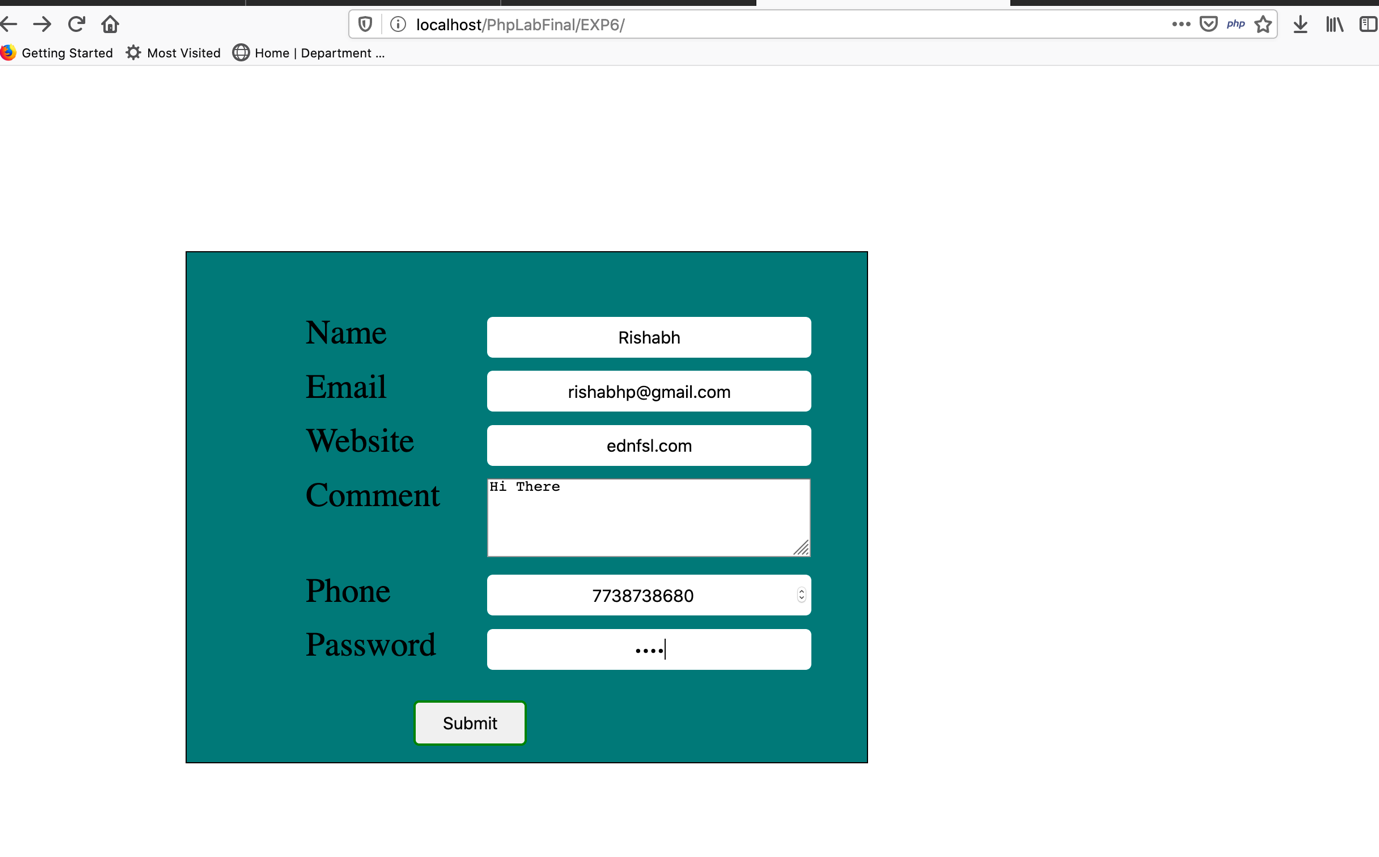 localhost/PhpLabFinal/EXP6/
php
Getting Started Most Visited Home | Department ...
Name Rishabh
Email rishabhp@gmail.com
Website ednfsl.com
Comment Hi There
Phone 7738738680
Password ••••
Submit